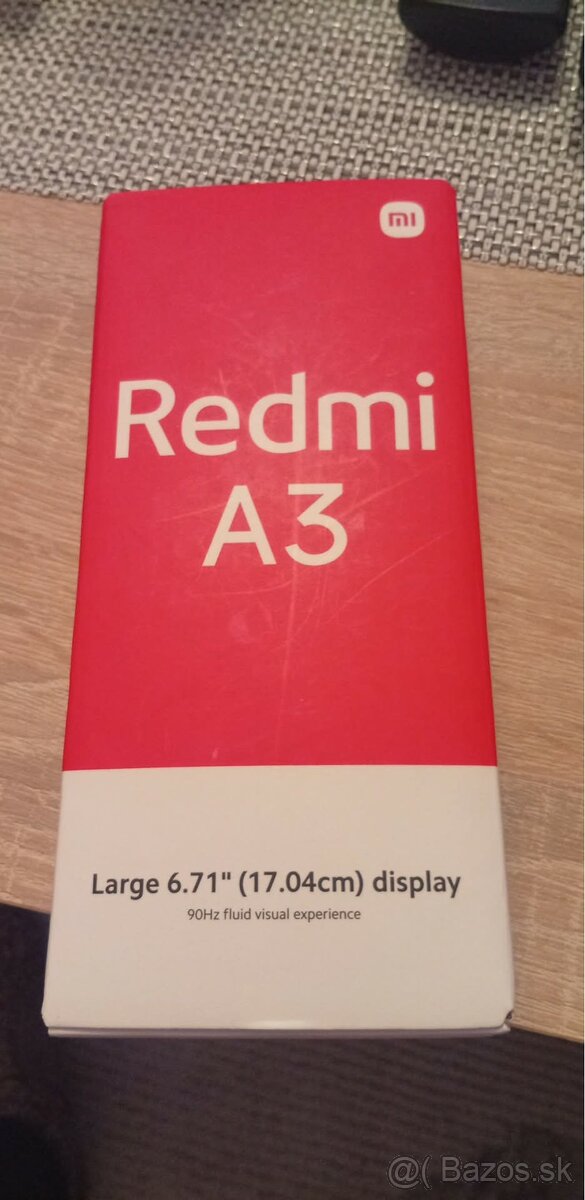 mi
Redmi
A3
Large 6.71" (17.04cm) display
90Hz fluid visual experience
@( Bazos.sk